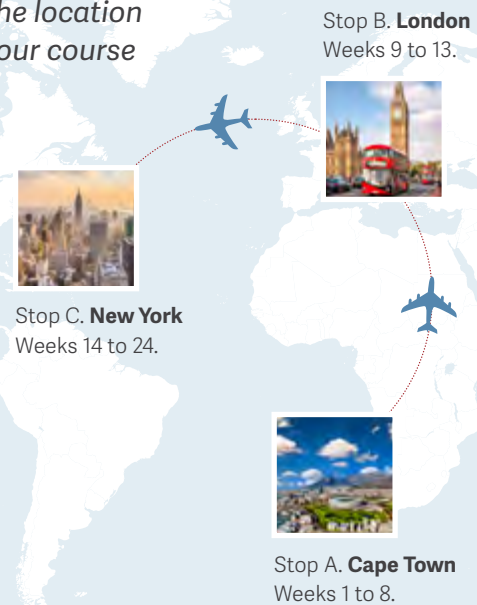 he location
our course
Stop B. London
Weeks 9 to 13.
Stop C. New York
Weeks 14 to 24.
Stop A. Cape Town
Weeks 1 to 8.